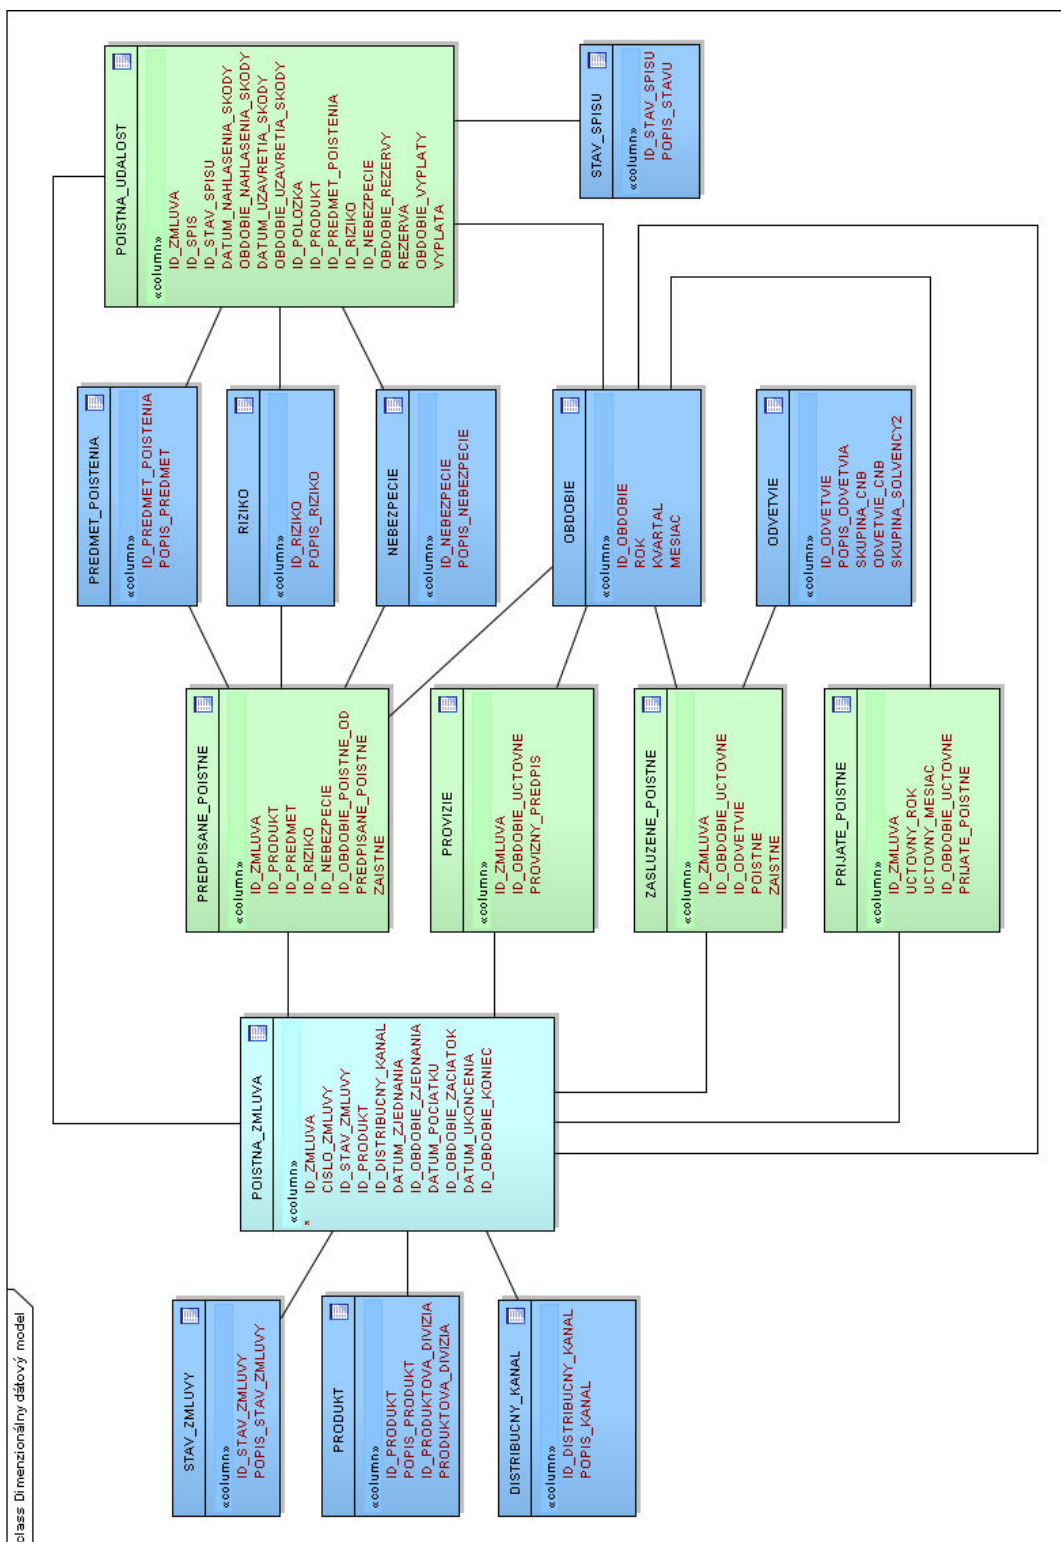 class Dimenzionálny dátový model
STAV_ZMLUVY
«column»
ID_STAV_ZMLUVY
POPIS_STAV_ZMLUVY
PRODUKT
«column»
ID_PRODUKT
POPIS_PRODUKT
ID_PRODUKTOVA_DIVIZIA
PRODUKTOVA_DIVIZIA
DISTRIBUCNY_KANAL
«column»
ID_DISTRIBUCNY_KANAL
POPIS_KANAL
POISTNA_ZMLUVA
«column»
* ID_ZMLUVA
CISLO_ZMLUVY
ID_STAV_ZMLUVY
ID_PRODUKT
ID_DISTRIBUCNY_KANAL
DATUM_ZJEDNANIA
ID_OBDOBIE_ZJEDNANIA
DATUM_POCIATKU
ID_OBDOBIE_ZACIATOK
DATUM_UKONCENIA
ID_OBDOBIE_KONIEC
PREDPISANE_POISTNE
«column»
ID_ZMLUVA
ID_PRODUKT
ID_PREDMET
ID_RIZIKO
ID_NEBEZPECIE
ID_OBDOBIE_POISTNE_OD
PREDPISANE_POISTNE
ZAISTNE
PROVIZIE
«column»
ID_ZMLUVA
ID_OBDOBIE_UCTOVNE
PROVIZNY_PREDPIS
ZASLUZENE_POISTNE
«column»
ID_ZMLUVA
ID_OBDOBIE_UCTOVNE
ID_ODVETVIE
POISTNE
ZAISTNE
PRIJATE_POISTNE
«column»
ID_ZMLUVA
UCTOVNY_ROK
UCTOVNY_MESIAC
ID_OBDOBIE_UCTOVNE
PRIJATE_POISTNE
PREDMET_POISTENIA
«column»
ID_PREDMET_POISTENIA
POPIS_PREDMET
RIZIKO
«column»
ID_RIZIKO
POPIS_RIZIKO
NEBEZPECIE
«column»
ID_NEBEZPECIE
POPIS_NEBEZPECIE
OBDOBIE
«column»
ID_OBDOBIE
ROK
KVARTAL
MESIAC
ODVETVIE
«column»
ID_ODVETVIE
POPIS_ODVETVIA
SKUPINA_CNB
ODVETVIE_CNB
SKUPINA_SOLVENCY2
POISTNA_UDALOST
«column»
ID_ZMLUVA
ID_SPIS
ID_STAV_SPISU
DATUM_NAHLASENIA_SKODY
OBDOBIE_NAHLASENIA_SKODY
DATUM_UZAVRETIA_SKODY
OBDOBIE_UZAVRETIA_SKODY
ID_POLOZKA
ID_PRODUKT
ID_PREDMET_POISTENIA
ID_RIZIKO
ID_NEBEZPECIE
OBDOBIE_REZERVY
REZERVA
OBDOBIE_VYPLATY
VYPLATA
STAV_SPISU
«column»
ID_STAV_SPISU
POPIS_STAVU